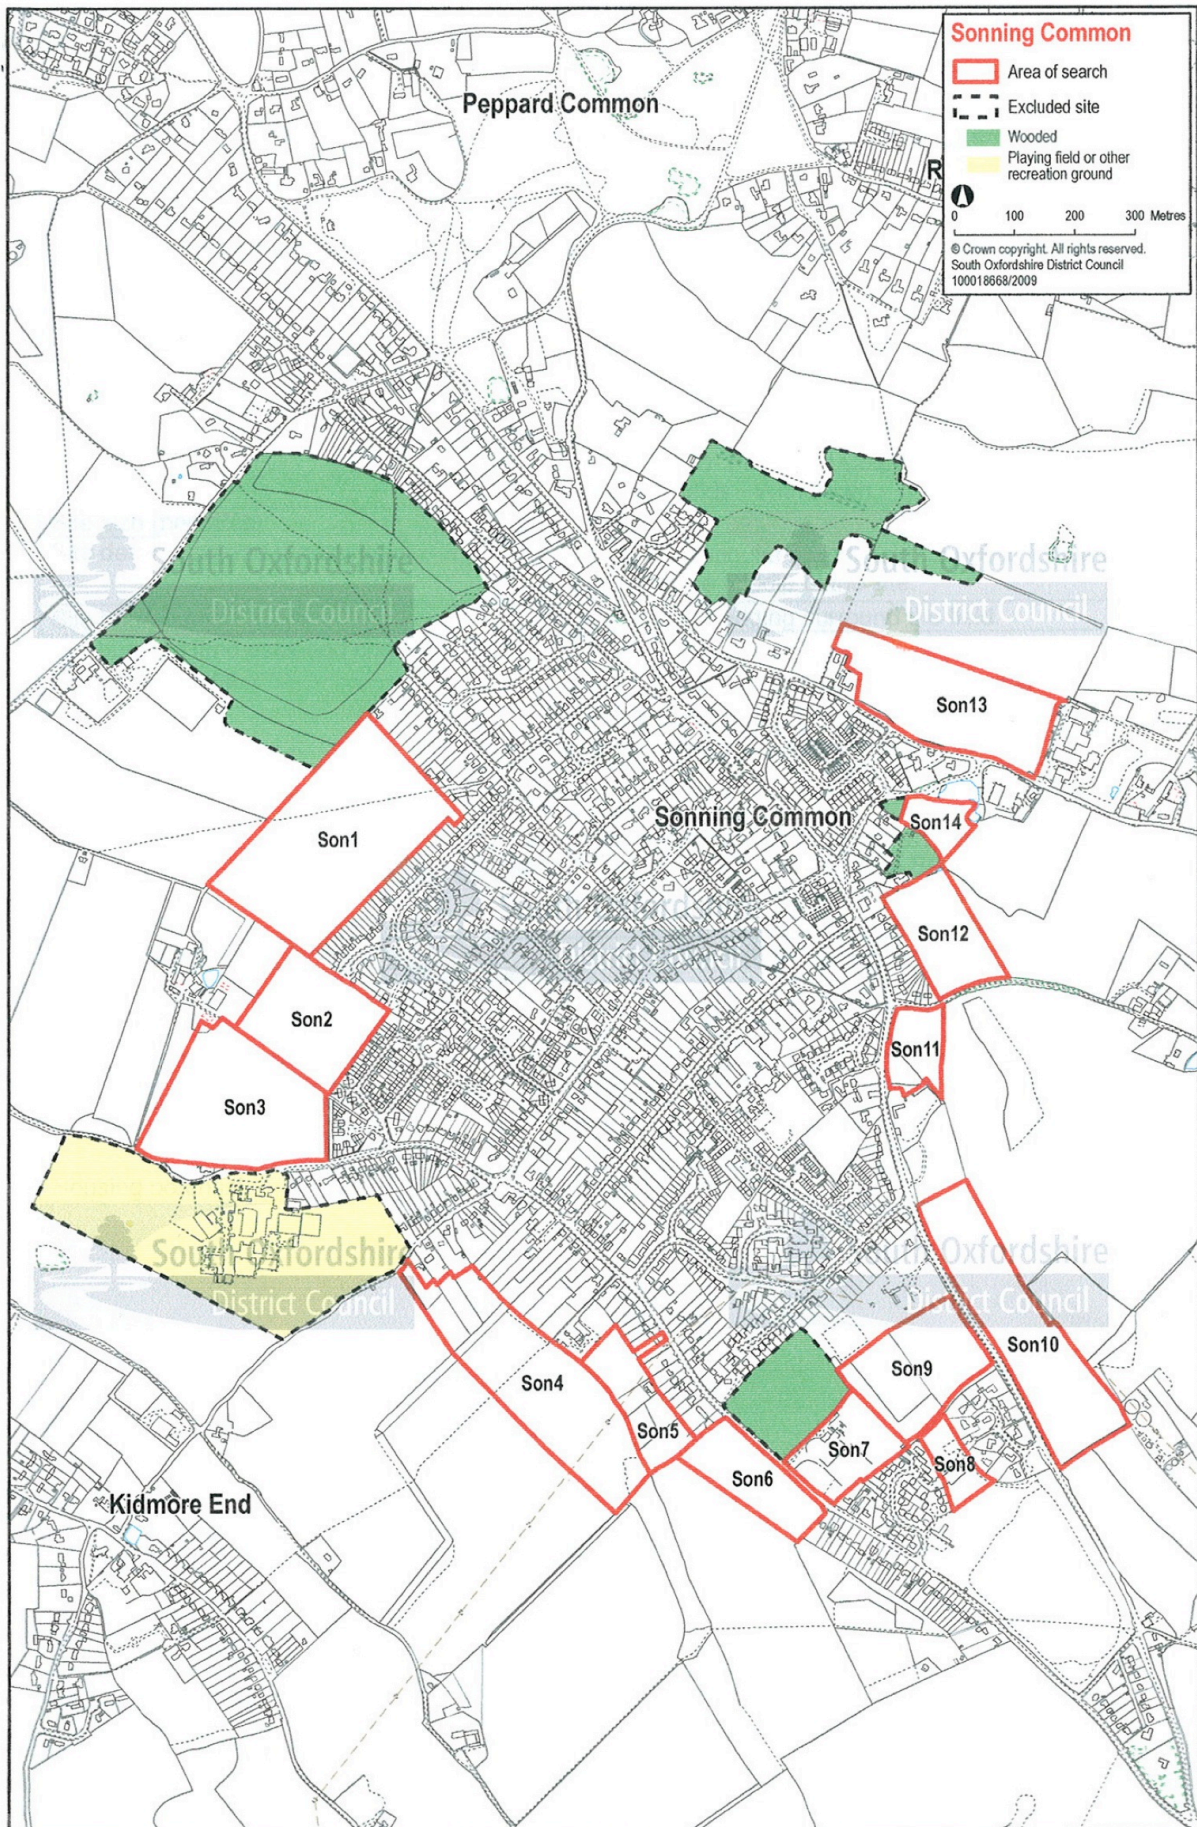 Sonning Common
Area of search
Excluded site
Wooded
Playing field or other
recreation ground
0 100 200 300 Metres
© Crown copyright. All rights reserved.
South Oxfordshire District Council
100018668/2009
Peppard Common
R
South Oxfordshire
District Council
South Oxfordshire
District Council
Son13
Sonning Common
Son14
Son1
Son12
Son2
Son11
Son3
South Oxfordshire
District Council
South Oxfordshire
District Council
Son10
Son9
Son4
Son5
Son7
Son8
Son6
Kidmore End